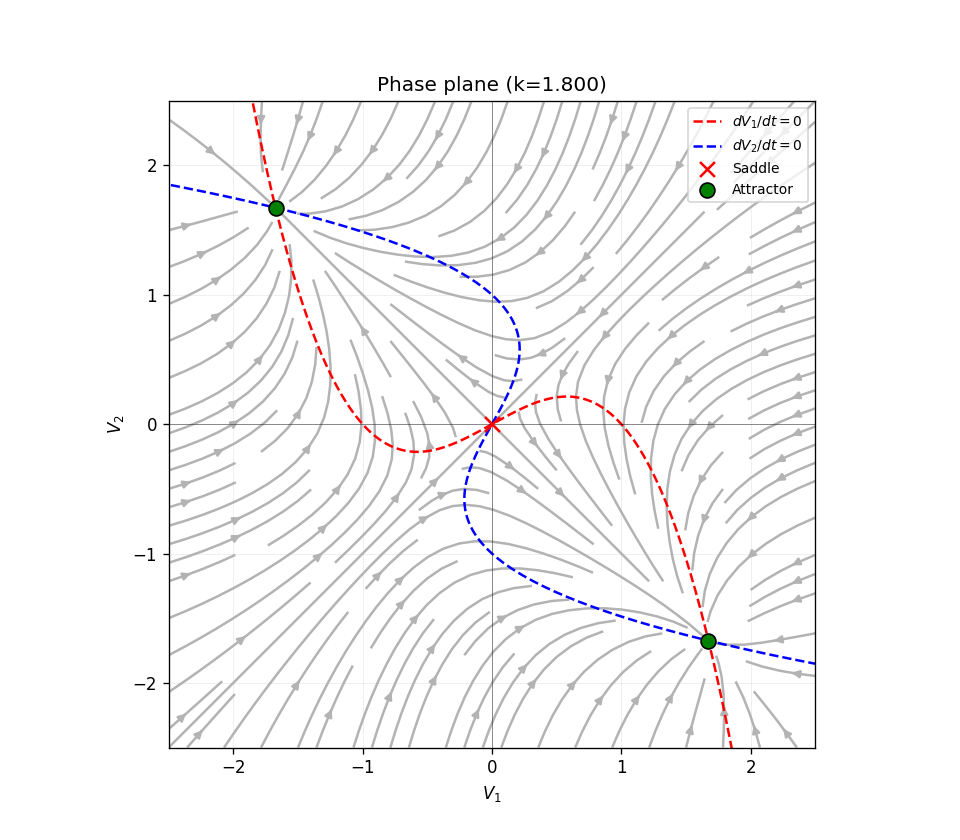 Phase plane (k=1.800)
dV₁/dt = 0
dV₂/dt = 0
Saddle
Attractor
2
1
0
−1
−2
V₂
−2 −1 0 1 2
V₁